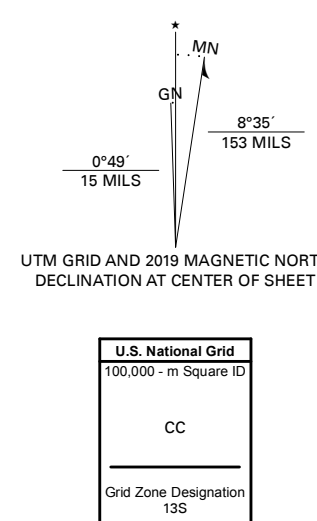 ★
MN
GN
8°35´
153 MILS
0°49´
15 MILS
UTM GRID AND 2019 MAGNETIC NORT
DECLINATION AT CENTER OF SHEET
U.S. National Grid
100,000 - m Square ID
CC
Grid Zone Designation
13S